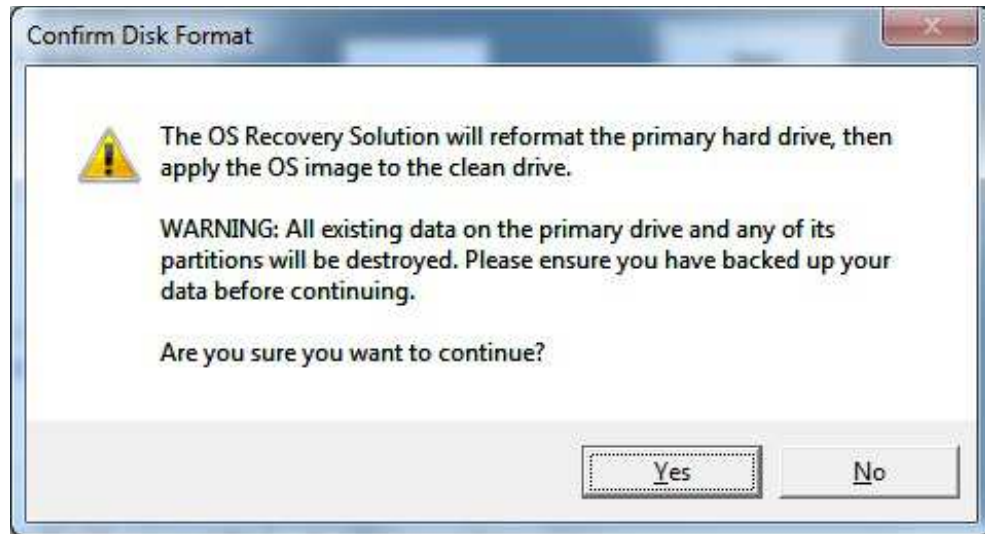 Confirm Disk Format
The OS Recovery Solution will reformat the primary hard drive, then
apply the OS image to the clean drive.
WARNING: All existing data on the primary drive and any of its
partitions will be destroyed. Please ensure you have backed up your
data before continuing.
Are you sure you want to continue?
Yes No